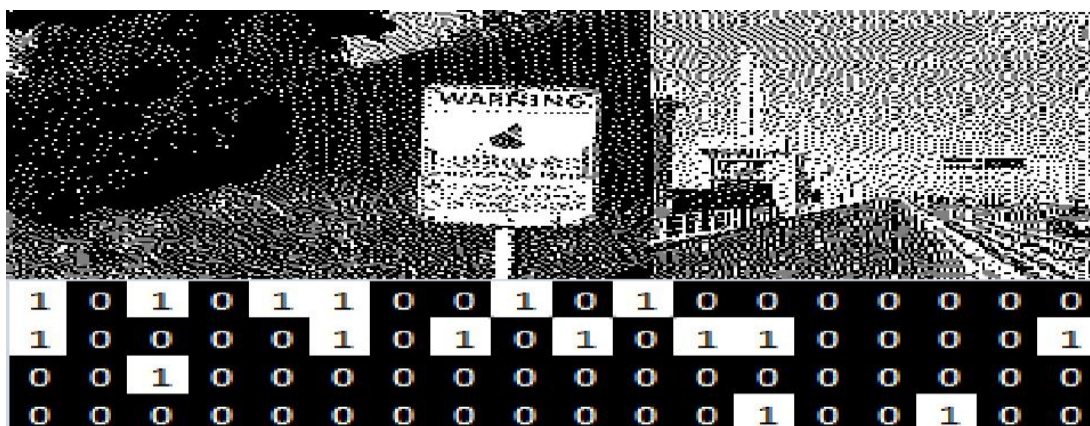 WARNING
1 0 1 0 1 1 0 0 1 0 1 0 0 0 0 0 0 0
1 0 0 0 0 1 0 1 0 1 0 1 1 0 0 0 0 1
0 0 1 0 0 0 0 0 0 0 0 0 0 0 0 0 0 0
0 0 0 0 0 0 0 0 0 0 0 0 1 0 0 1 0 0